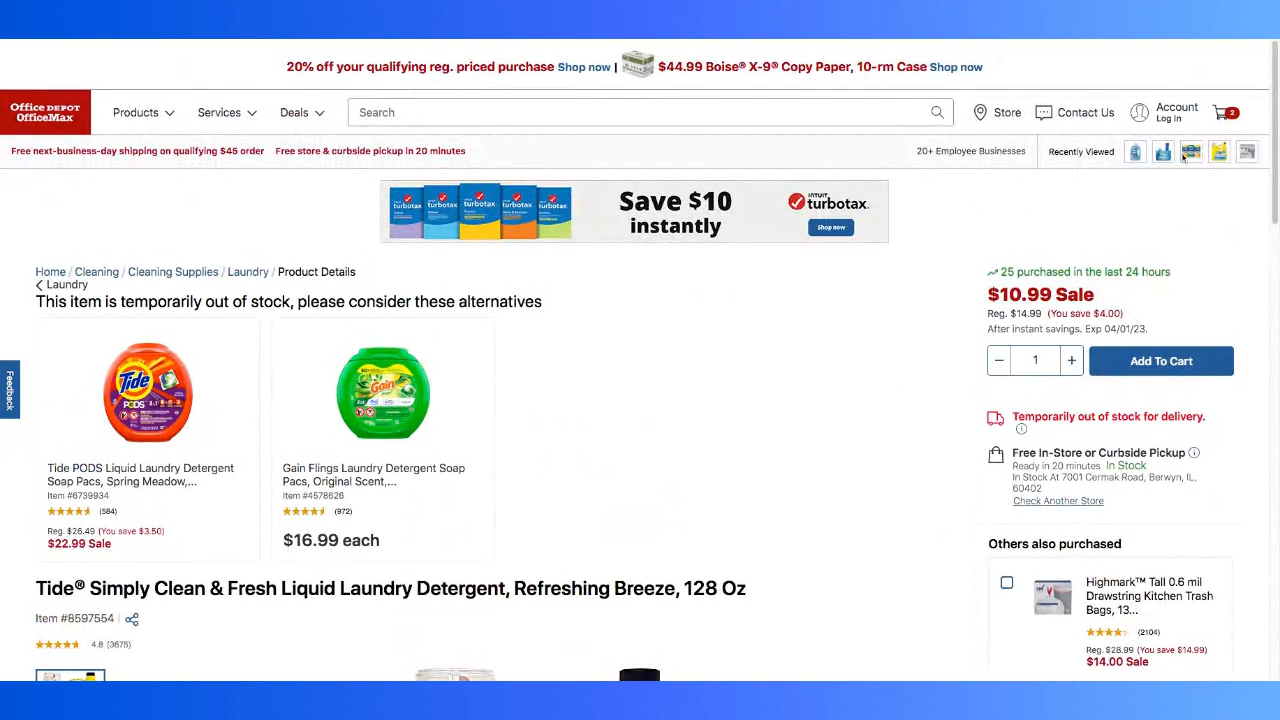 20% off your qualifying reg. priced purchase Shop now | $44.99 Boise® X-9® Copy Paper, 10-rm Case Shop now
Office DEPOT
OfficeMax
Products
Services
Deals
Search
Store
Contact Us
Account
Log In
2
Free next-business-day shipping on qualifying $45 order
Free store & curbside pickup in 20 minutes
20+ Employee Businesses
Recently Viewed
turbotax turbotax turbotax turbotax turbotax
Save $10
instantly
INTUIT
turbotax.
Shop now
Home / Cleaning / Cleaning Supplies / Laundry / Product Details
Laundry
This item is temporarily out of stock, please consider these alternatives
Tide
PODS
Gain
Tide PODS Liquid Laundry Detergent
Soap Pacs, Spring Meadow,...
Item #6739934
(584)
Reg. $26.49 (You save $3.50)
$22.99 Sale
Gain Flings Laundry Detergent Soap
Pacs, Original Scent,...
Item #4578626
(972)
$16.99 each
Tide® Simply Clean & Fresh Liquid Laundry Detergent, Refreshing Breeze, 128 Oz
Item #8597554
4.8 (3675)
Feedback
25 purchased in the last 24 hours
$10.99 Sale
Reg. $14.99 (You save $4.00)
After instant savings. Exp 04/01/23.
− 1 +
Add To Cart
Temporarily out of stock for delivery.
Free In-Store or Curbside Pickup
Ready in 20 minutes In Stock
In Stock At 7001 Cermak Road, Berwyn, IL,
60402
Check Another Store
Others also purchased
Highmark™ Tall 0.6 mil
Drawstring Kitchen Trash
Bags, 13...
(2104)
Reg. $28.99 (You save $14.99)
$14.00 Sale